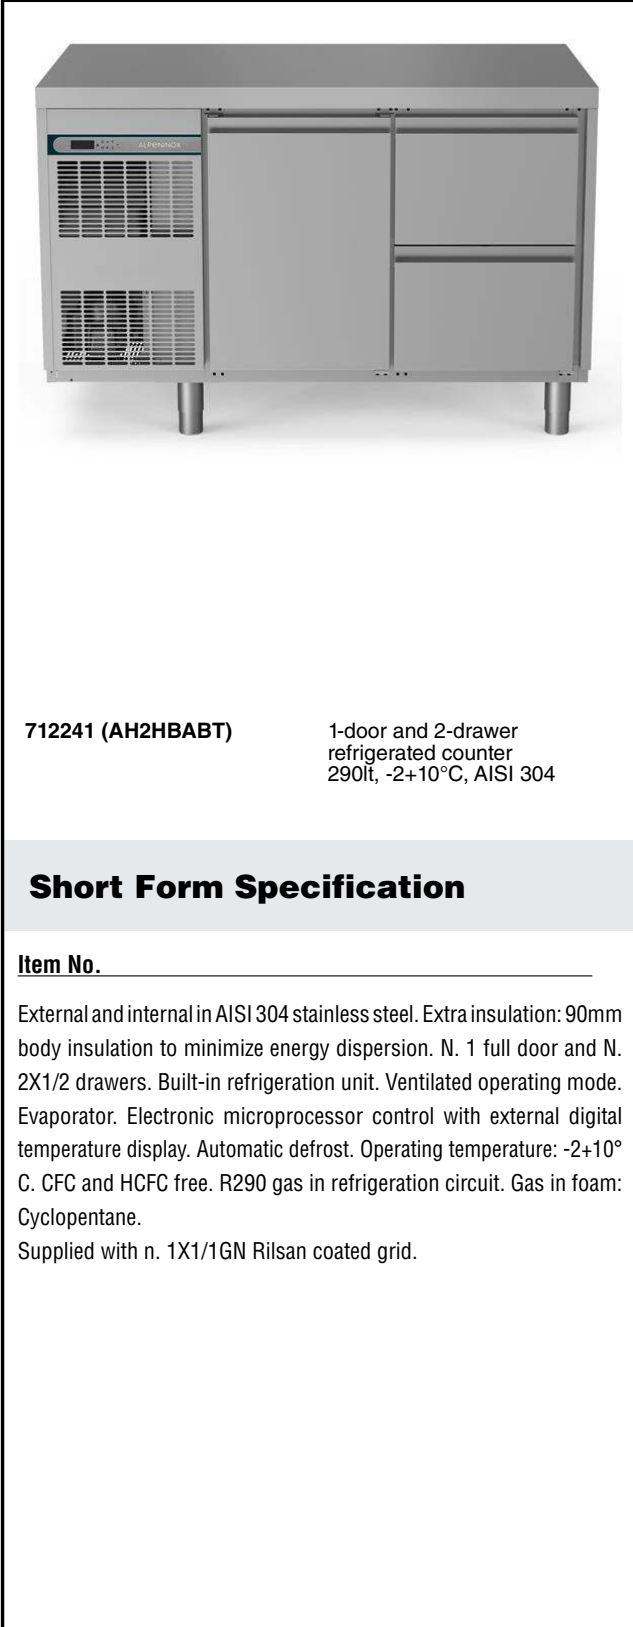 ALPENINOX
712241 (AH2HBABT)
1-door and 2-drawer
refrigerated counter
290lt, -2+10°C, AISI 304
Short Form Specification
Item No.
External and internal in AISI 304 stainless steel. Extra insulation: 90mm
body insulation to minimize energy dispersion. N. 1 full door and N.
2X1/2 drawers. Built-in refrigeration unit. Ventilated operating mode.
Evaporator. Electronic microprocessor control with external digital
temperature display. Automatic defrost. Operating temperature: -2+10°
C. CFC and HCFC free. R290 gas in refrigeration circuit. Gas in foam:
Cyclopentane.
Supplied with n. 1X1/1GN Rilsan coated grid.